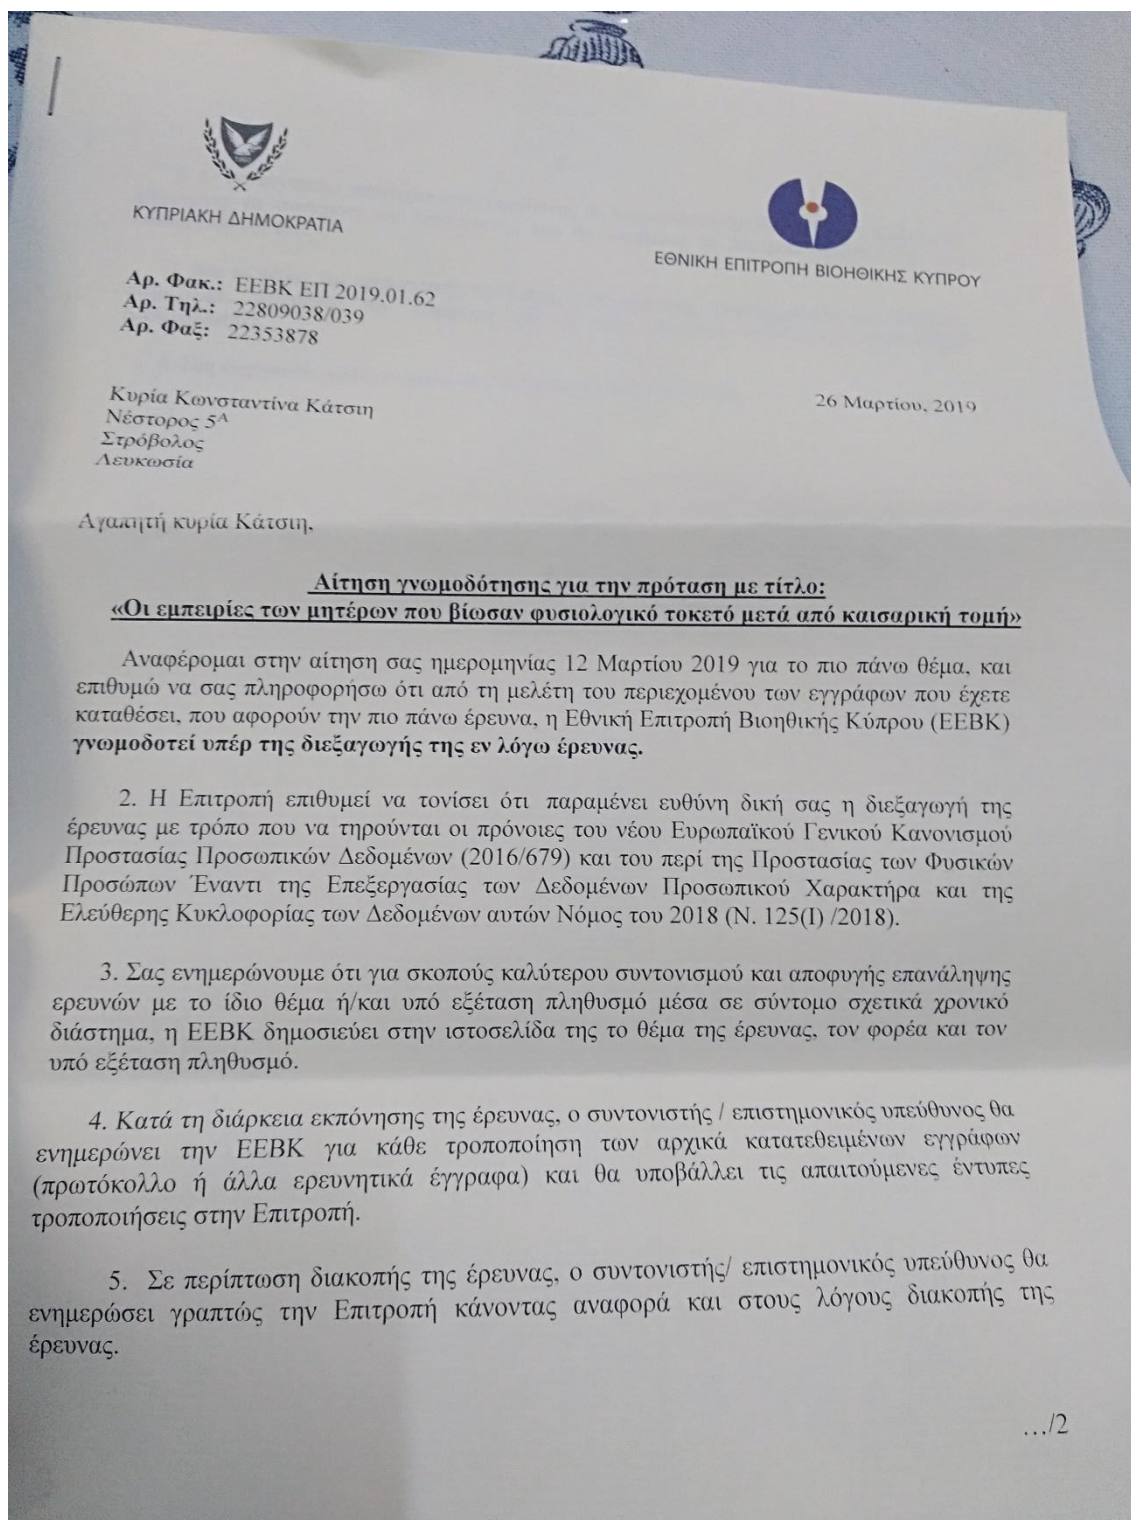 ΚΥΠΡΙΑΚΗ ΔΗΜΟΚΡΑΤΙΑ
ΕΘΝΙΚΗ ΕΠΙΤΡΟΠΗ ΒΙΟΗΘΙΚΗΣ ΚΥΠΡΟΥ
Αρ. Φακ.: ΕΕΒΚ ΕΠ 2019.01.62
Αρ. Τηλ.: 22809038/039
Αρ. Φαξ: 22353878
Κυρία Κωνσταντίνα Κάτσιη
Νέστορος 5Α
Στρόβολος
Λευκωσία
26 Μαρτίου, 2019
Αγαπητή κυρία Κάτσιη,
Αίτηση γνωμοδότησης για την πρόταση με τίτλο:
«Οι εμπειρίες των μητέρων που βίωσαν φυσιολογικό τοκετό μετά από καισαρική τομή»
Αναφέρομαι στην αίτηση σας ημερομηνίας 12 Μαρτίου 2019 για το πιο πάνω θέμα, και
επιθυμώ να σας πληροφορήσω ότι από τη μελέτη του περιεχομένου των εγγράφων που έχετε
καταθέσει, που αφορούν την πιο πάνω έρευνα, η Εθνική Επιτροπή Βιοηθικής Κύπρου (ΕΕΒΚ)
γνωμοδοτεί υπέρ της διεξαγωγής της εν λόγω έρευνας.
2. Η Επιτροπή επιθυμεί να τονίσει ότι παραμένει ευθύνη δική σας η διεξαγωγή της
έρευνας με τρόπο που να τηρούνται οι πρόνοιες του νέου Ευρωπαϊκού Γενικού Κανονισμού
Προστασίας Προσωπικών Δεδομένων (2016/679) και του περί της Προστασίας των Φυσικών
Προσώπων Έναντι της Επεξεργασίας των Δεδομένων Προσωπικού Χαρακτήρα και της
Ελεύθερης Κυκλοφορίας των Δεδομένων αυτών Νόμος του 2018 (Ν. 125(Ι) /2018).
3. Σας ενημερώνουμε ότι για σκοπούς καλύτερου συντονισμού και αποφυγής επανάληψης
ερευνών με το ίδιο θέμα ή/και υπό εξέταση πληθυσμό μέσα σε σύντομο σχετικά χρονικό
διάστημα, η ΕΕΒΚ δημοσιεύει στην ιστοσελίδα της το θέμα της έρευνας, τον φορέα και τον
υπό εξέταση πληθυσμό.
4. Κατά τη διάρκεια εκπόνησης της έρευνας, ο συντονιστής / επιστημονικός υπεύθυνος θα
ενημερώνει την ΕΕΒΚ για κάθε τροποποίηση των αρχικά κατατεθειμένων εγγράφων
(πρωτόκολλο ή άλλα ερευνητικά έγγραφα) και θα υποβάλλει τις απαιτούμενες έντυπες
τροποποιήσεις στην Επιτροπή.
5. Σε περίπτωση διακοπής της έρευνας, ο συντονιστής/ επιστημονικός υπεύθυνος θα
ενημερώσει γραπτώς την Επιτροπή κάνοντας αναφορά και στους λόγους διακοπής της
έρευνας.
…/2